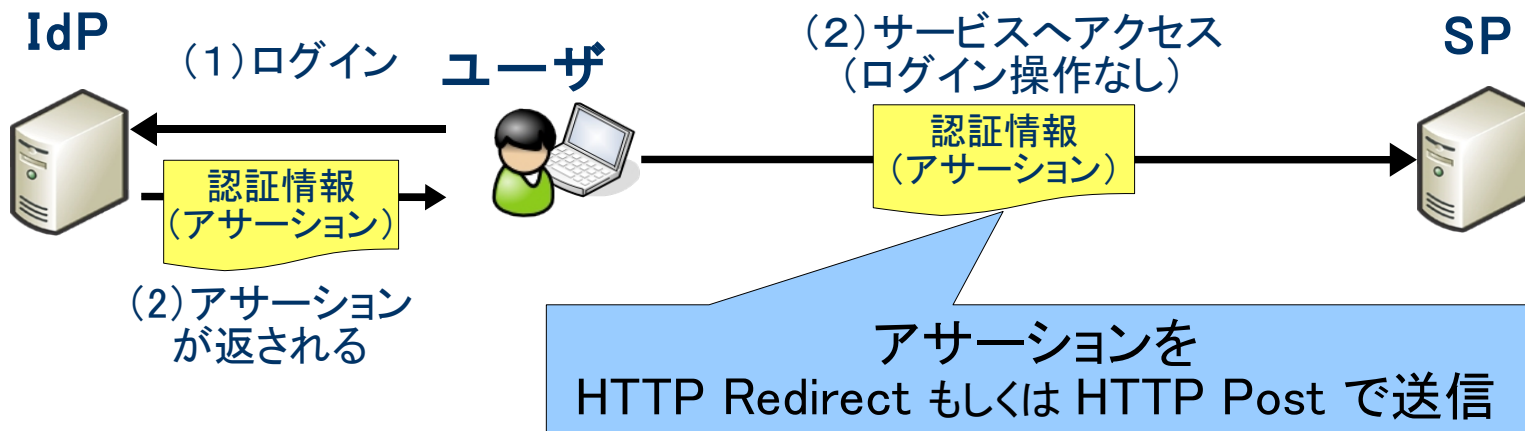 IdP
(1)ログイン
ユーザ
(2)サービスへアクセス
(ログイン操作なし)
SP
認証情報
(アサーション)
認証情報
(アサーション)
(2)アサーション
が返される
アサーションを
HTTP Redirect もしくは HTTP Post で送信